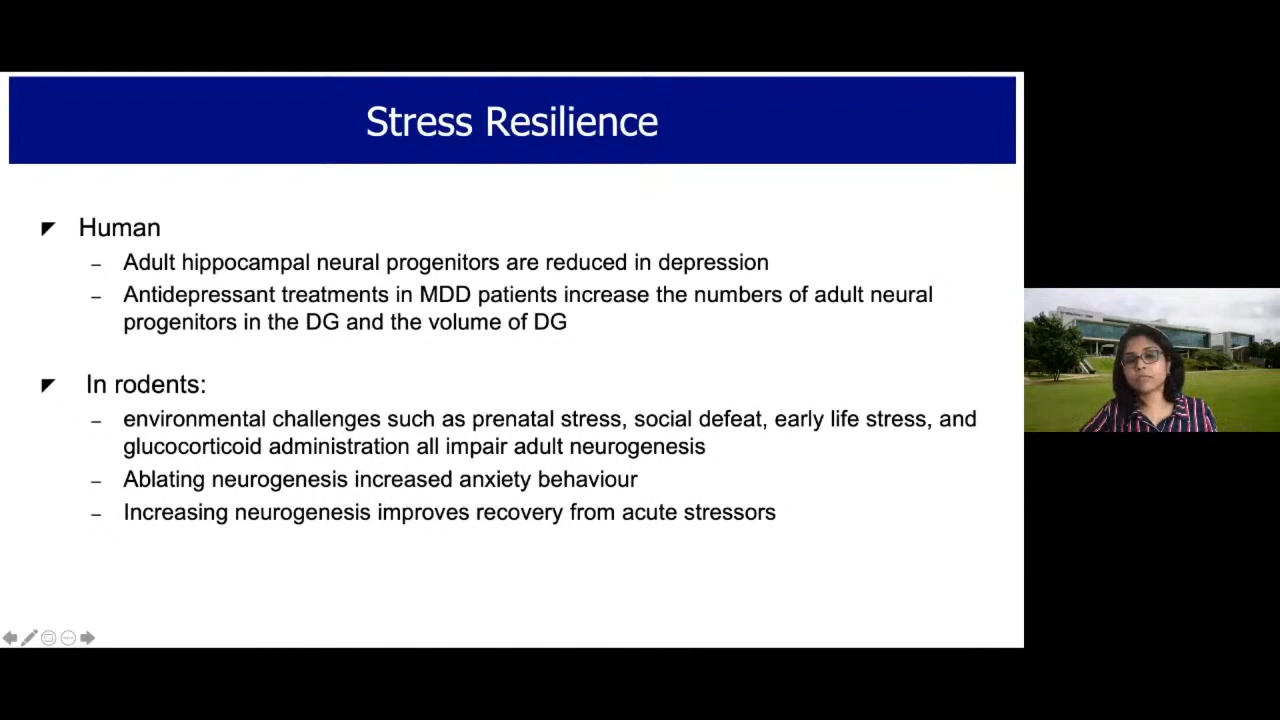 Stress Resilience
Human
– Adult hippocampal neural progenitors are reduced in depression
– Antidepressant treatments in MDD patients increase the numbers of adult neural
progenitors in the DG and the volume of DG
In rodents:
– environmental challenges such as prenatal stress, social defeat, early life stress, and
glucocorticoid administration all impair adult neurogenesis
– Ablating neurogenesis increased anxiety behaviour
– Increasing neurogenesis improves recovery from acute stressors